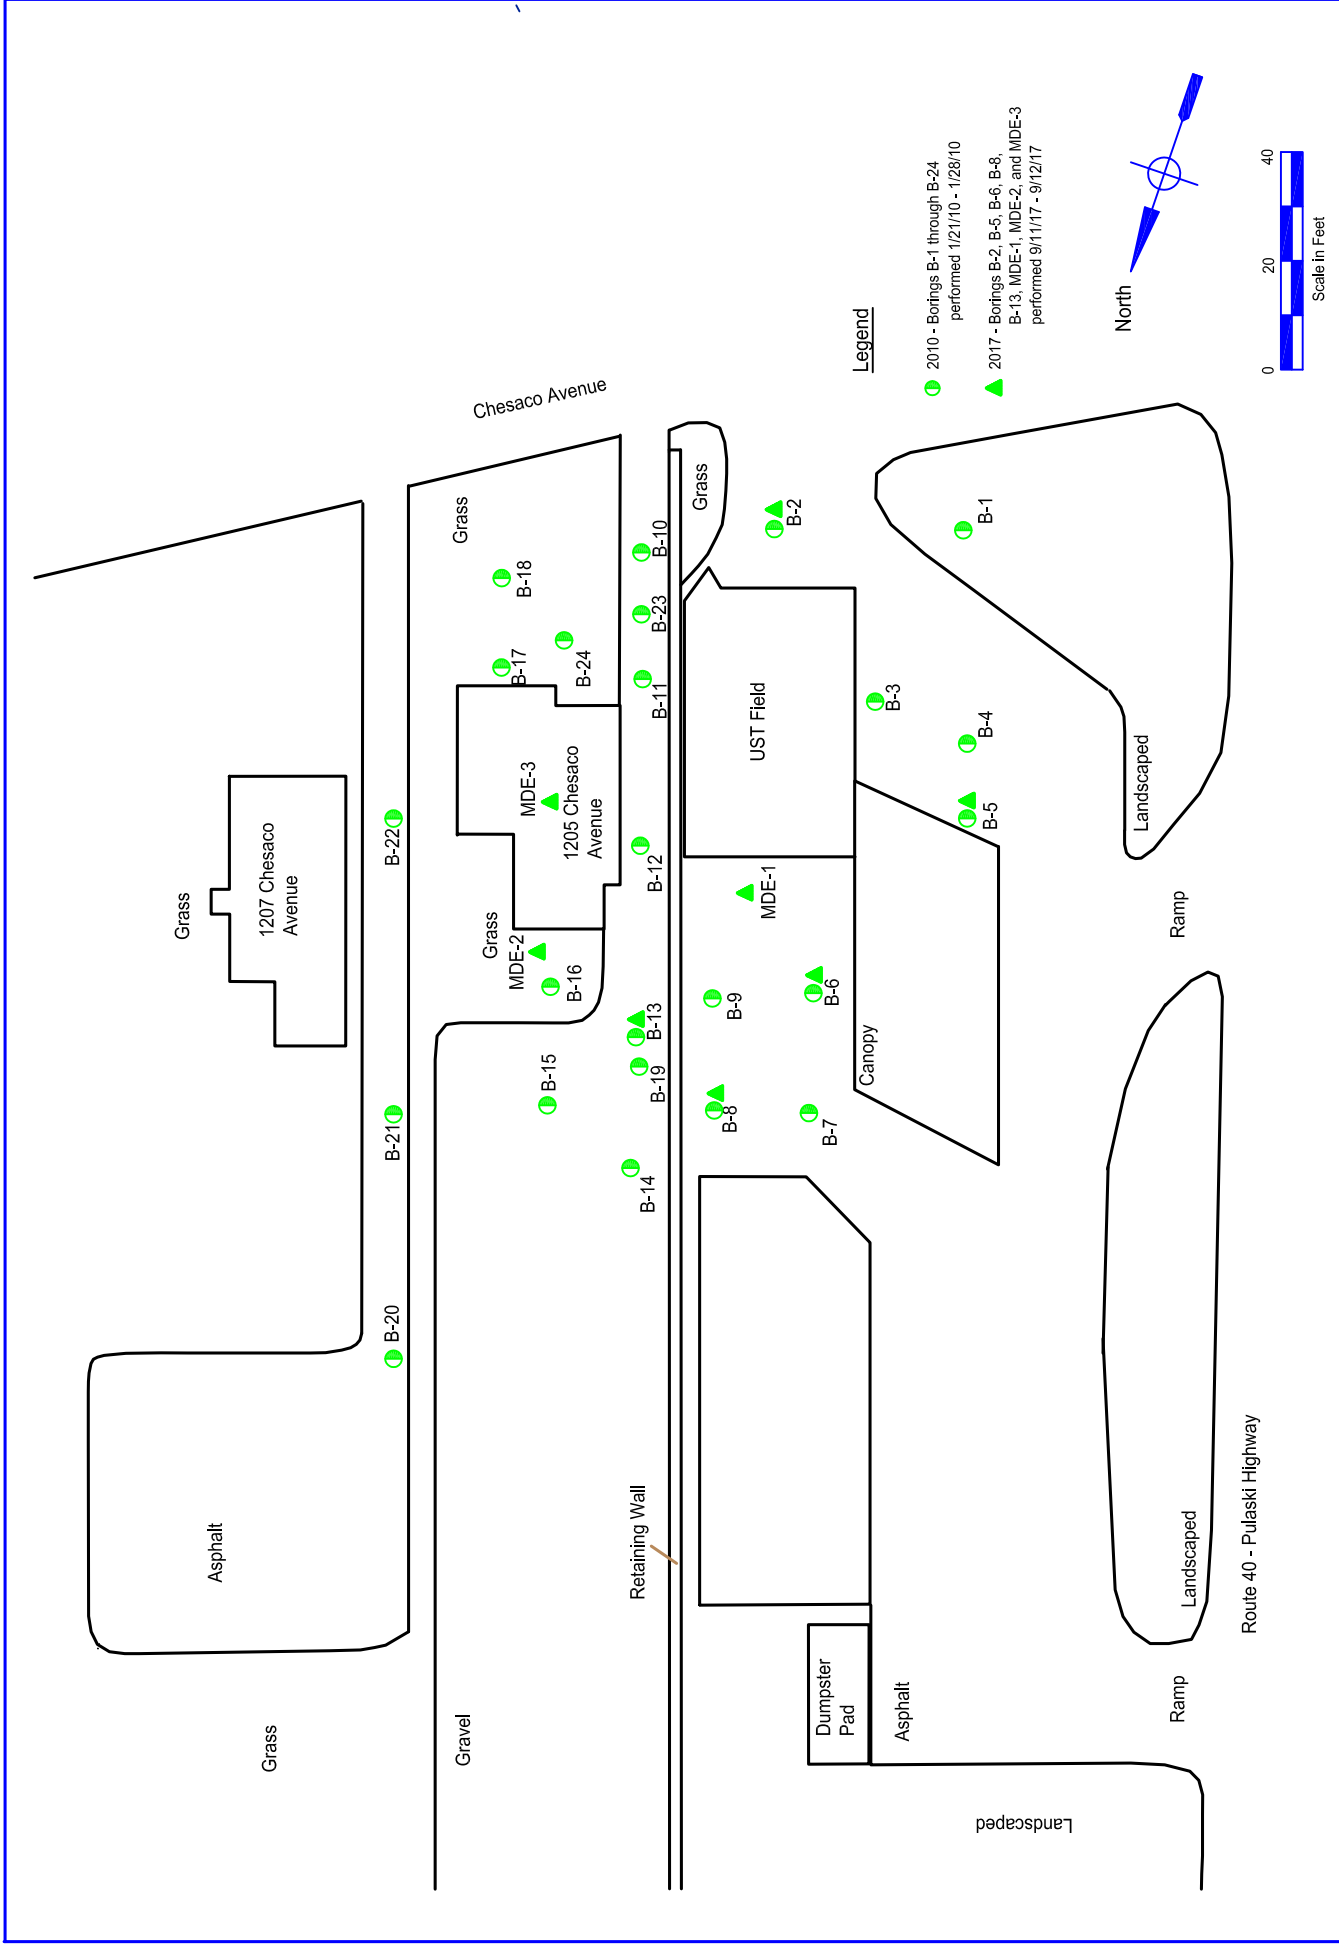 Chesaco Avenue
Grass
1207 Chesaco
Avenue
Grass
B-18
B-17
B-24
B-10
B-23
B-11
Grass
B-2
B-1
B-22
MDE-3
1205 Chesaco
Avenue
B-12
UST Field
B-3
B-4
B-5
Landscaped
Grass
MDE-2
B-16
MDE-1
B-21
B-15
B-13
B-19
B-14
B-9
B-6
B-8
B-7
Canopy
Ramp
B-20
Asphalt
Retaining Wall
Landscaped
Route 40 - Pulaski Highway
Grass
Gravel
Dumpster
Pad
Asphalt
Ramp
Landscaped
Legend
2010 - Borings B-1 through B-24
performed 1/21/10 - 1/28/10
2017 - Borings B-2, B-5, B-6, B-8,
B-13, MDE-1, MDE-2, and MDE-3
performed 9/11/17 - 9/12/17
North
0 20 40
Scale in Feet